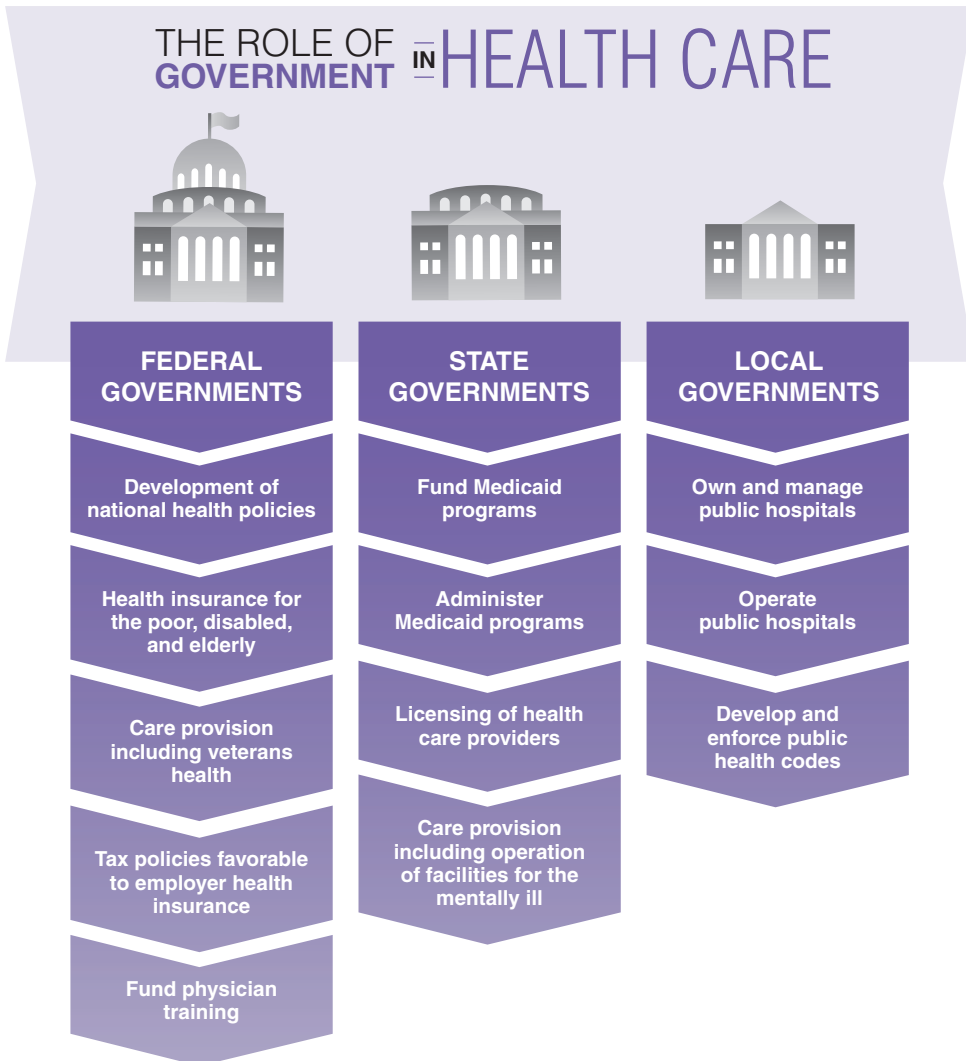 THE ROLE OF
GOVERNMENT IN HEALTH CARE
FEDERAL
GOVERNMENTS
Development of
national health policies
Health insurance for
the poor, disabled,
and elderly
Care provision
including veterans
health
Tax policies favorable
to employer health
insurance
Fund physician
training
STATE
GOVERNMENTS
Fund Medicaid
programs
Administer
Medicaid programs
Licensing of health
care providers
Care provision
including operation
of facilities for the
mentally ill
LOCAL
GOVERNMENTS
Own and manage
public hospitals
Operate
public hospitals
Develop and
enforce public
health codes